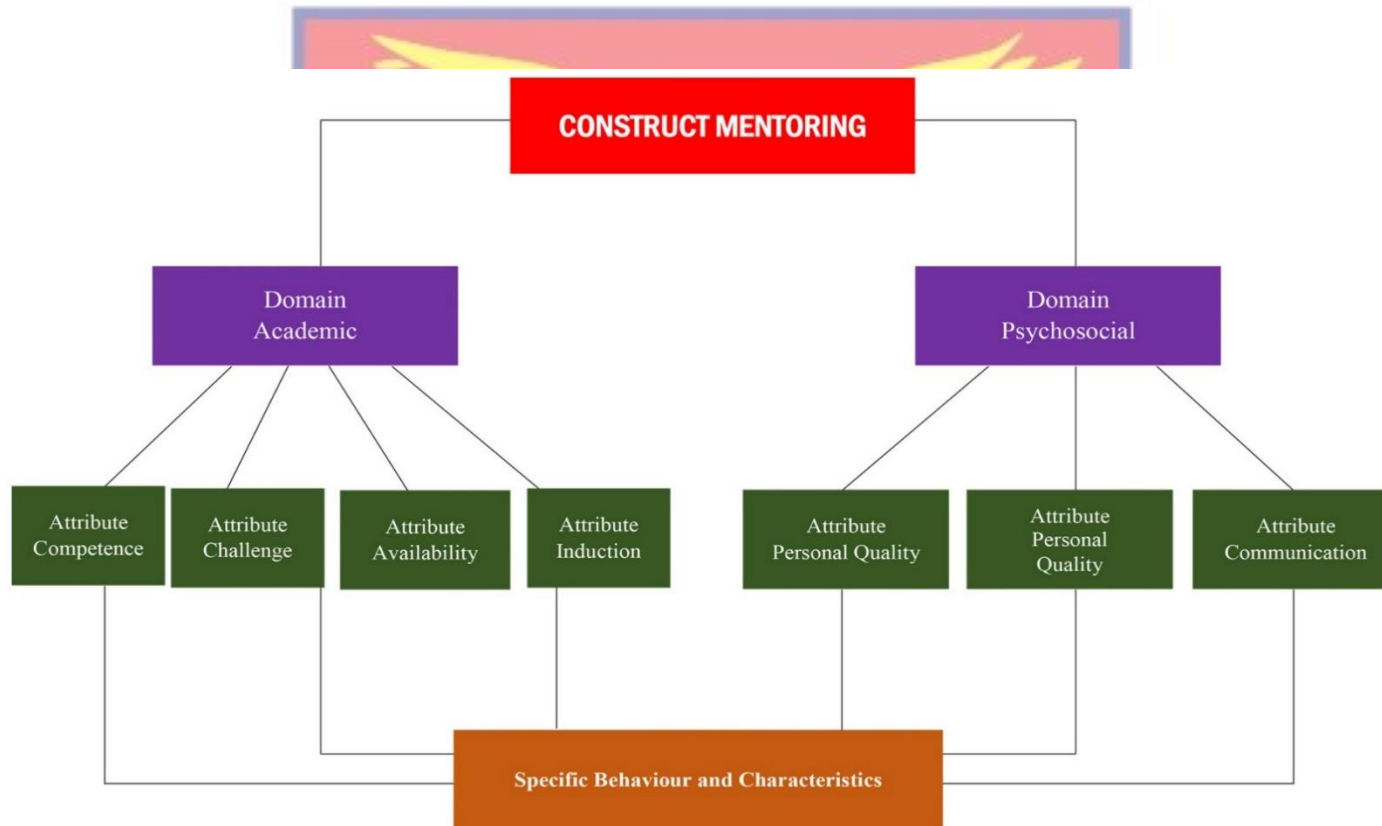 CONSTRUCT MENTORING
Domain
Academic
Domain
Psychosocial
Attribute
Competence
Attribute
Challenge
Attribute
Availability
Attribute
Induction
Attribute
Personal Quality
Attribute
Personal
Quality
Attribute
Communication
Specific Behaviour and Characteristics